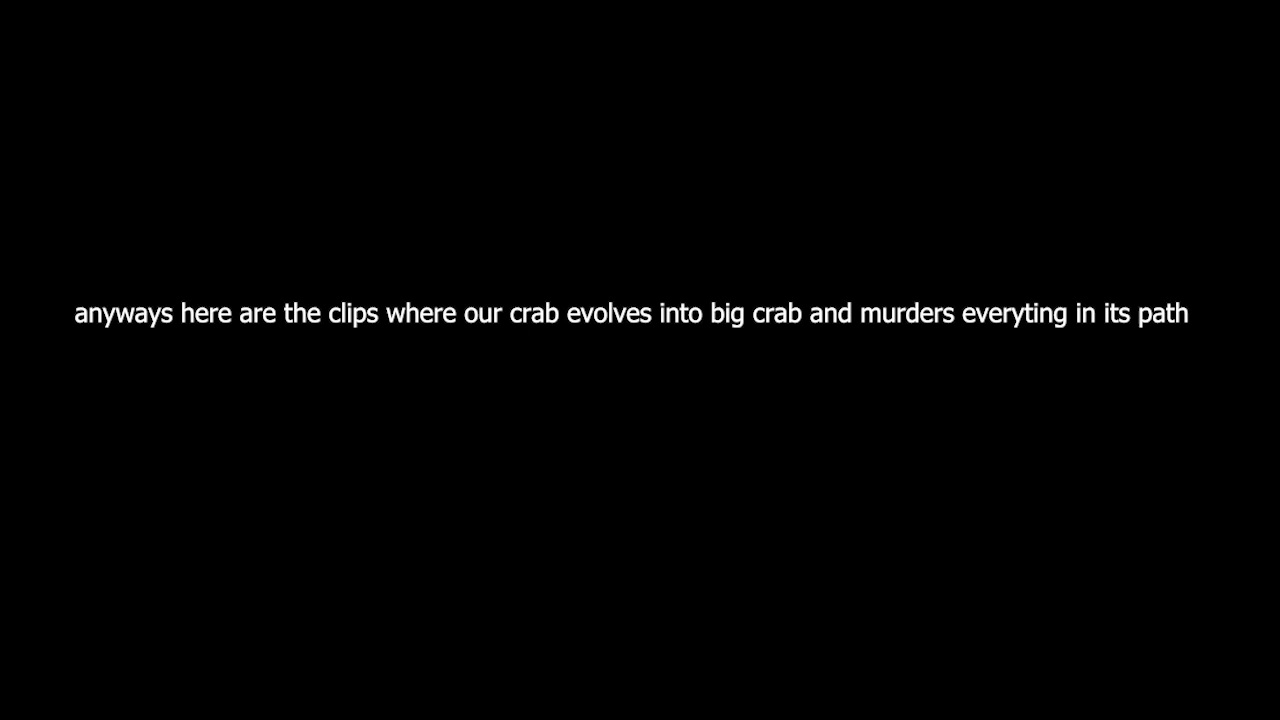 anyways here are the clips where our crab evolves into big crab and murders everyting in its path